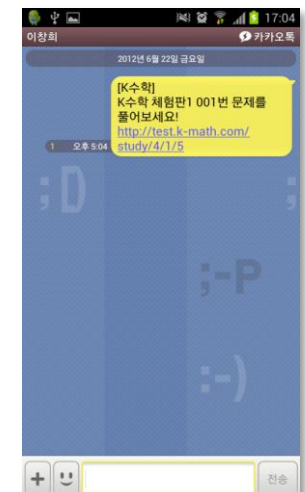 17:04
이창희
카카오톡
2012년 6월 22일 금요일
[K수학]
K수학 체험판1 001번 문제를
풀어보세요!
http://test.k-math.com/
study/4/1/5
1 오후 5:04
;D
;
;-P
;-)
+
전송